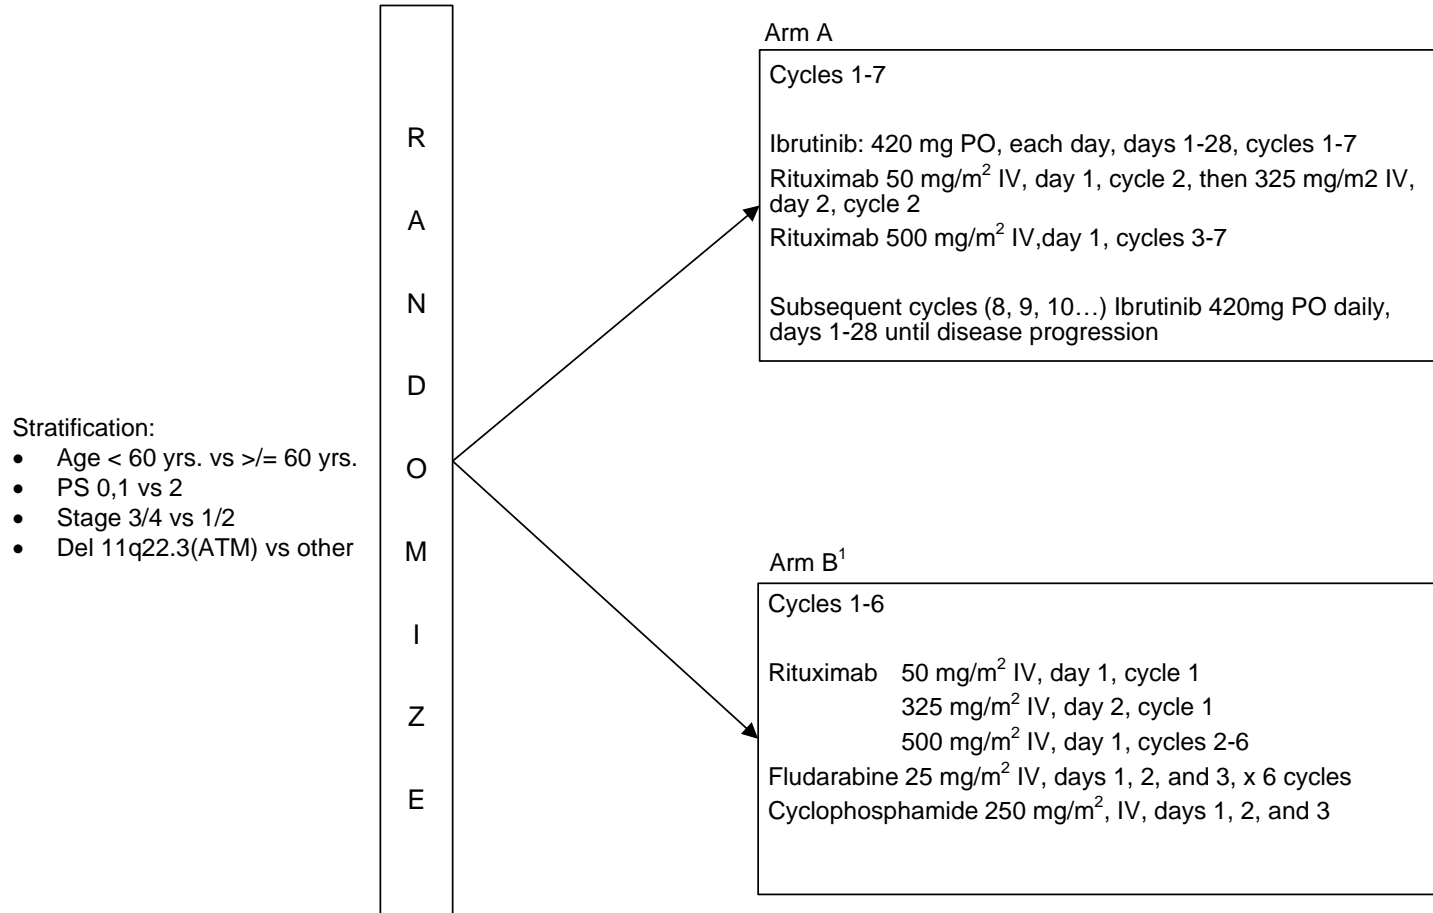 Stratification:
• Age < 60 yrs. vs >/= 60 yrs.
• PS 0,1 vs 2
• Stage 3/4 vs 1/2
• Del 11q22.3(ATM) vs other
R
A
N
D
O
M
I
Z
E
Arm A
Cycles 1-7
Ibrutinib: 420 mg PO, each day, days 1-28, cycles 1-7
Rituximab 50 mg/m² IV, day 1, cycle 2, then 325 mg/m2 IV,
day 2, cycle 2
Rituximab 500 mg/m² IV,day 1, cycles 3-7
Subsequent cycles (8, 9, 10…) Ibrutinib 420mg PO daily,
days 1-28 until disease progression
Arm B¹
Cycles 1-6
Rituximab 50 mg/m² IV, day 1, cycle 1
325 mg/m² IV, day 2, cycle 1
500 mg/m² IV, day 1, cycles 2-6
Fludarabine 25 mg/m² IV, days 1, 2, and 3, x 6 cycles
Cyclophosphamide 250 mg/m², IV, days 1, 2, and 3